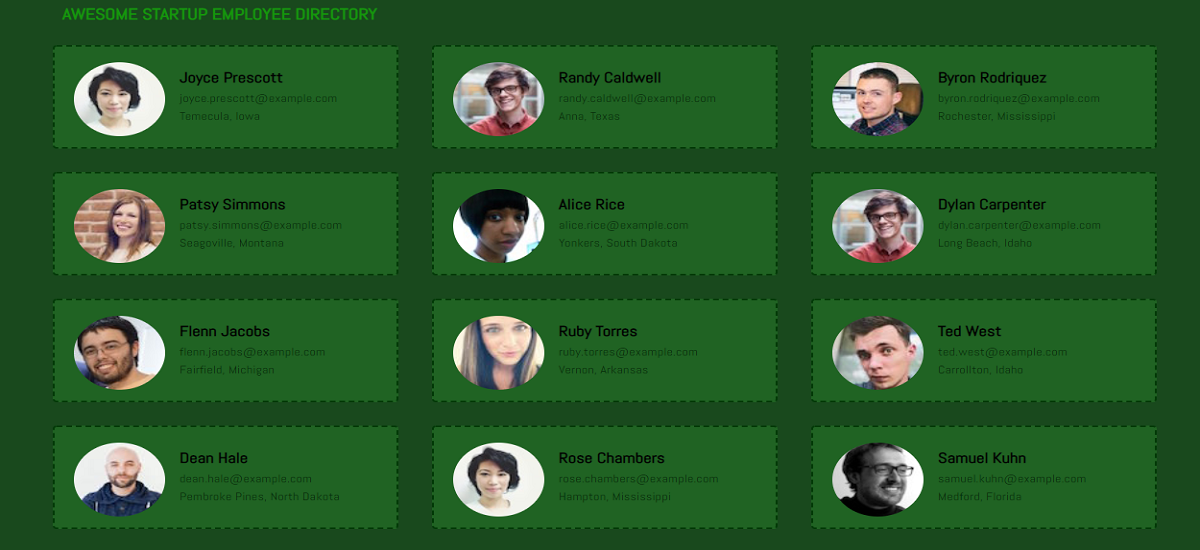 AWESOME STARTUP EMPLOYEE DIRECTORY
Joyce Prescott
joyce.prescott@example.com
Temecula, Iowa
Randy Caldwell
randy.caldwell@example.com
Anna, Texas
Byron Rodriquez
byron.rodriquez@example.com
Rochester, Mississippi
Patsy Simmons
patsy.simmons@example.com
Seagoville, Montana
Alice Rice
alice.rice@example.com
Yonkers, South Dakota
Dylan Carpenter
dylan.carpenter@example.com
Long Beach, Idaho
Flenn Jacobs
flenn.jacobs@example.com
Fairfield, Michigan
Ruby Torres
ruby.torres@example.com
Vernon, Arkansas
Ted West
ted.west@example.com
Carrollton, Idaho
Dean Hale
dean.hale@example.com
Pembroke Pines, North Dakota
Rose Chambers
rose.chambers@example.com
Hampton, Mississippi
Samuel Kuhn
samuel.kuhn@example.com
Medford, Florida